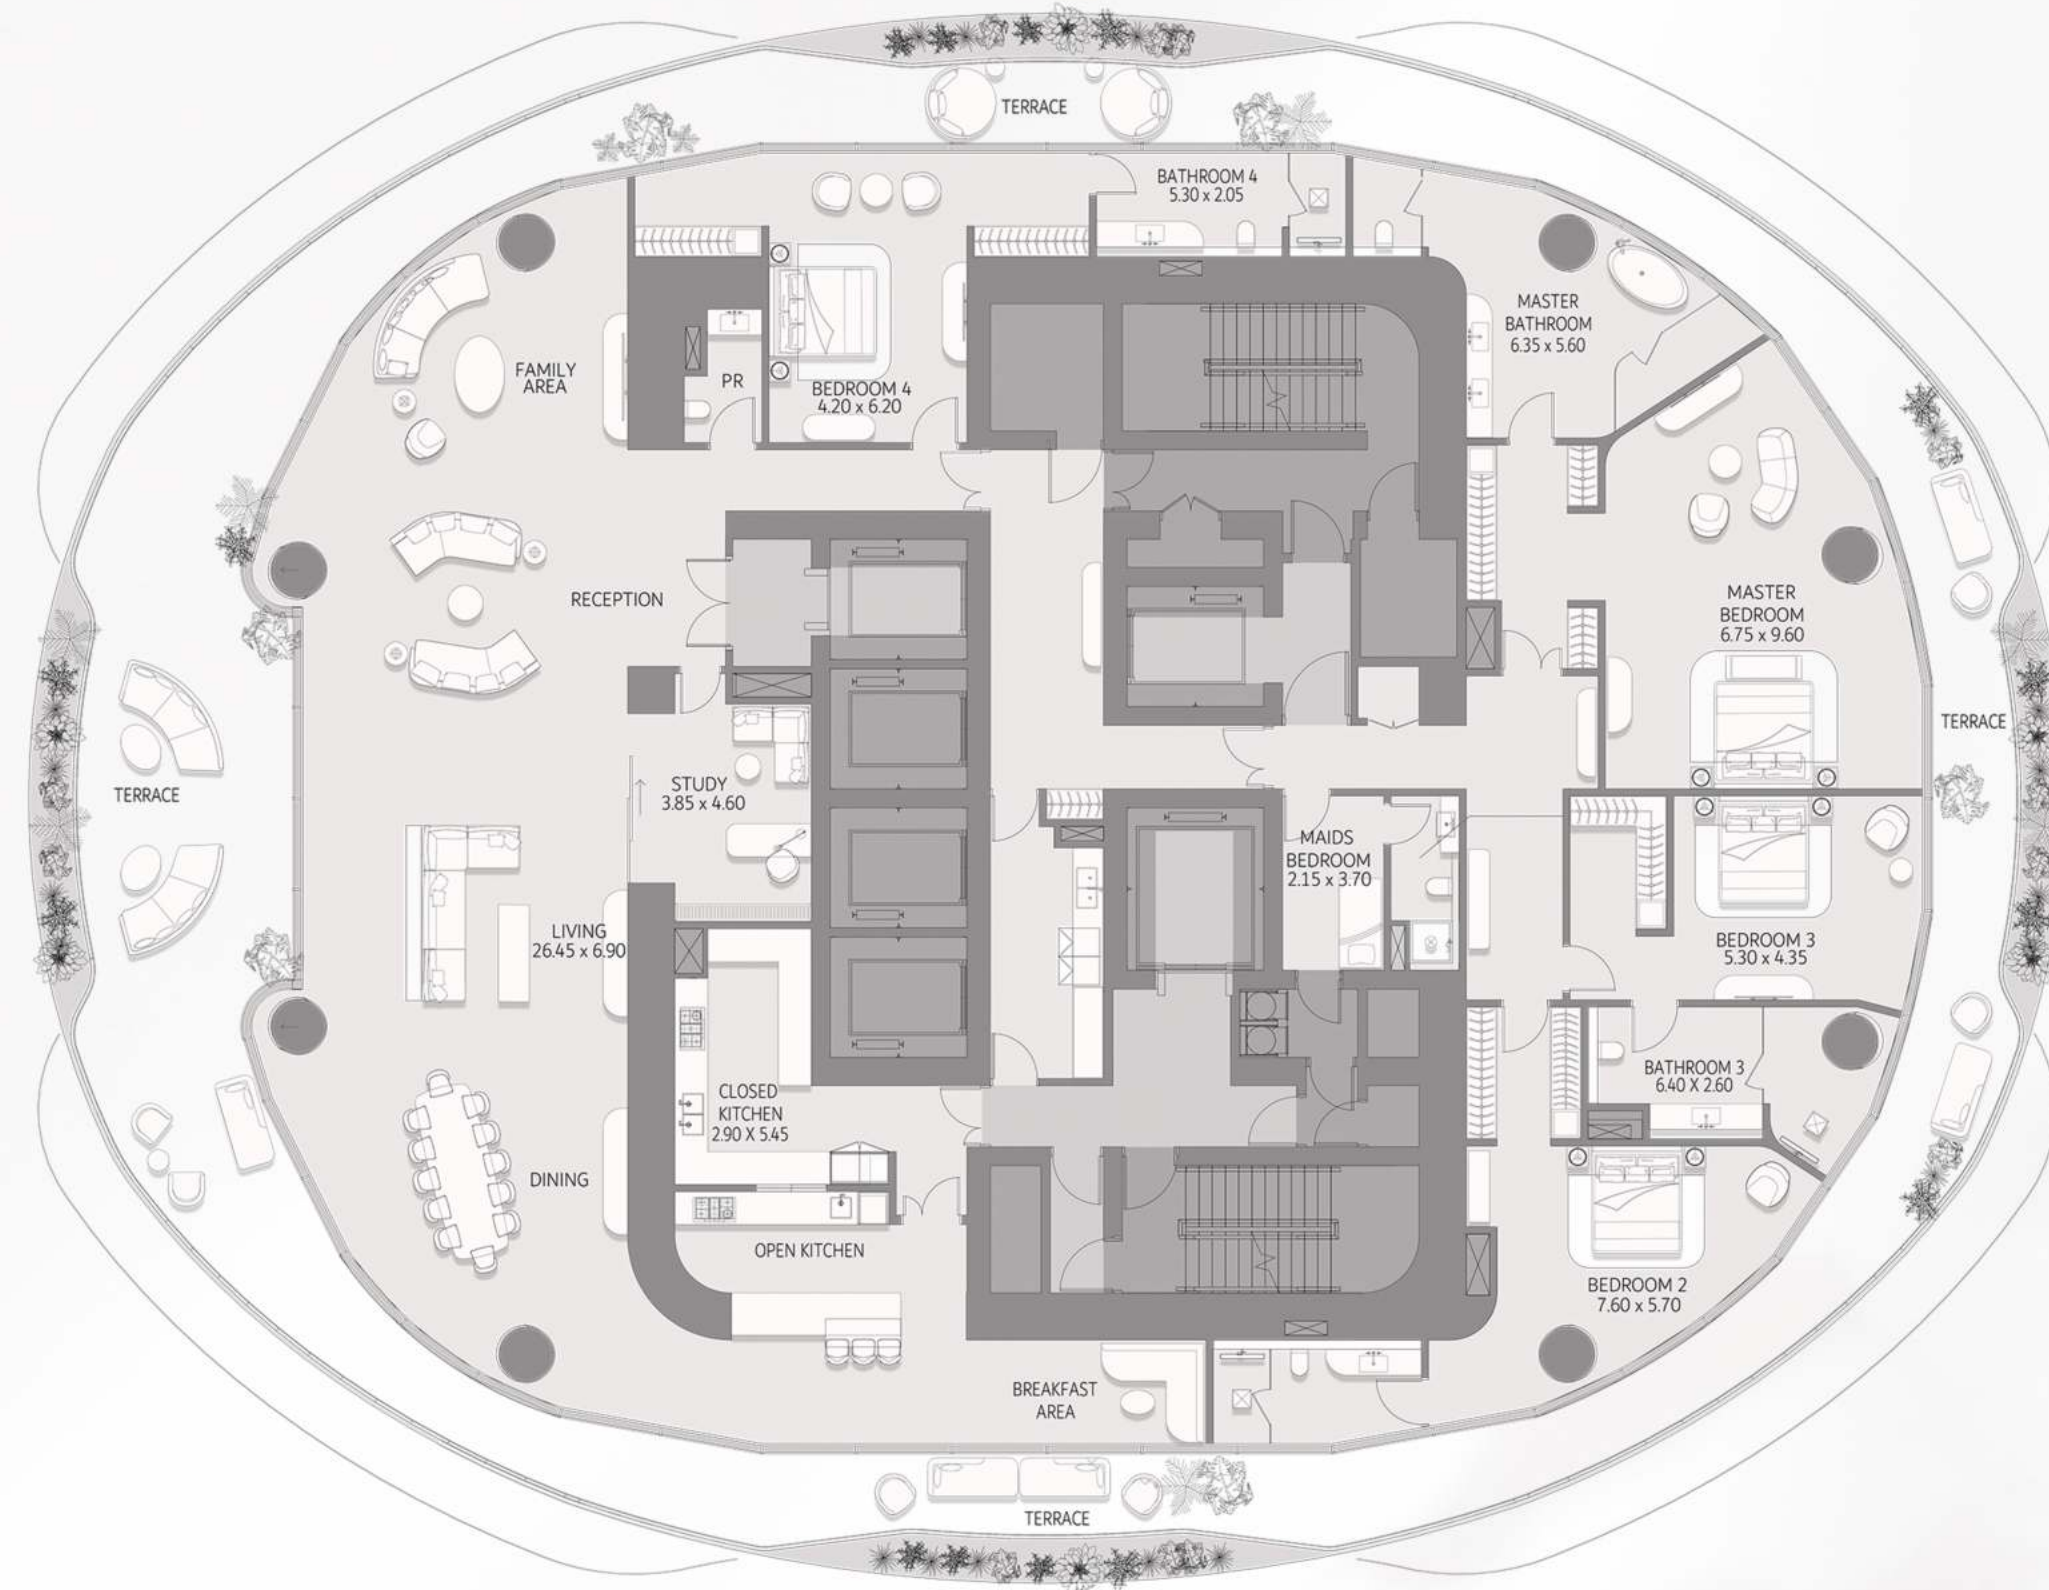 TERRACE
BATHROOM 4
5.30 x 2.05
MASTER
BATHROOM
6.35 x 5.60
FAMILY
AREA
PR
BEDROOM 4
4.20 x 6.20
RECEPTION
MASTER
BEDROOM
6.75 x 9.60
TERRACE
TERRACE
STUDY
3.85 x 4.60
MAIDS
BEDROOM
2.15 x 3.70
LIVING
26.45 x 6.90
BEDROOM 3
5.30 x 4.35
CLOSED
KITCHEN
2.90 X 5.45
BATHROOM 3
6.40 X 2.60
DINING
OPEN KITCHEN
BEDROOM 2
7.60 x 5.70
BREAKFAST
AREA
TERRACE